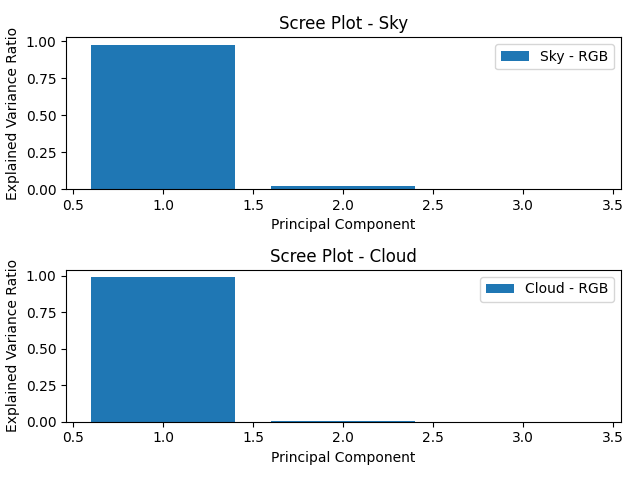 Scree Plot - Sky
Explained Variance Ratio
1.00
0.75
0.50
0.25
0.00
Sky - RGB
0.5 1.0 1.5 2.0 2.5 3.0 3.5
Principal Component
Scree Plot - Cloud
Explained Variance Ratio
1.00
0.75
0.50
0.25
0.00
Cloud - RGB
0.5 1.0 1.5 2.0 2.5 3.0 3.5
Principal Component